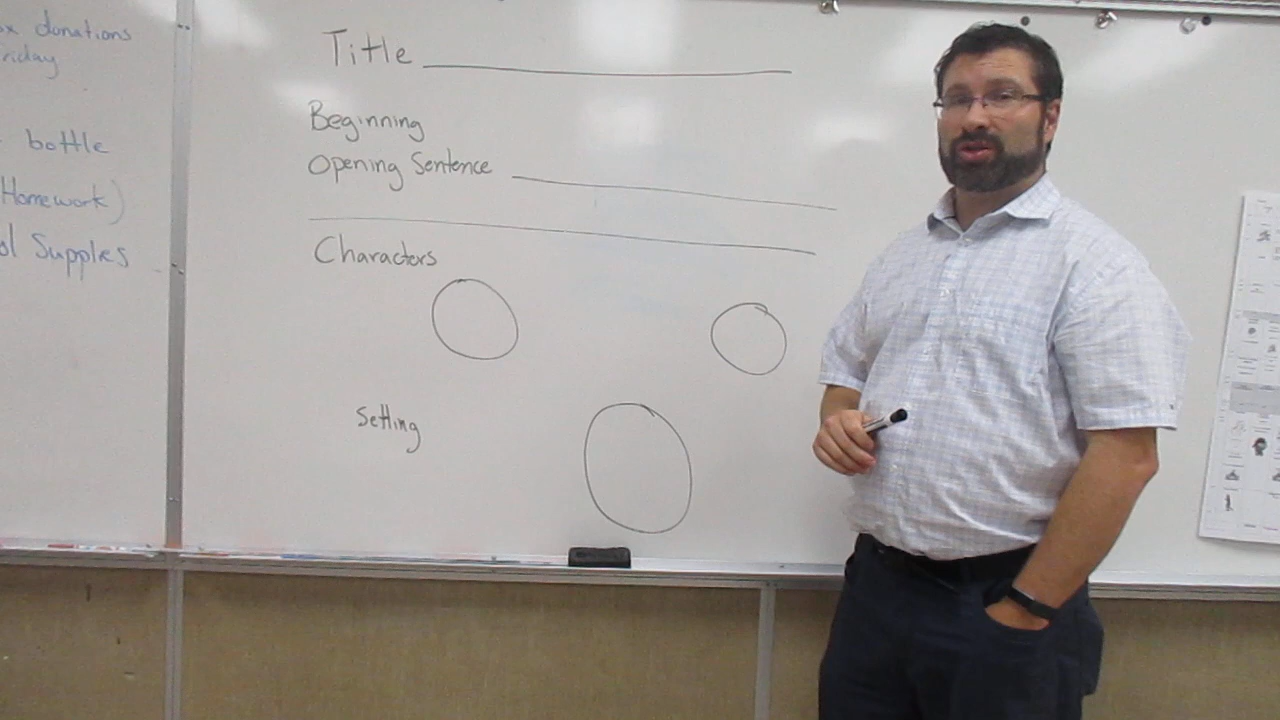 donations
bottle
Homework)
Supples
Title
Beginning
Opening Sentence
Characters
Setting